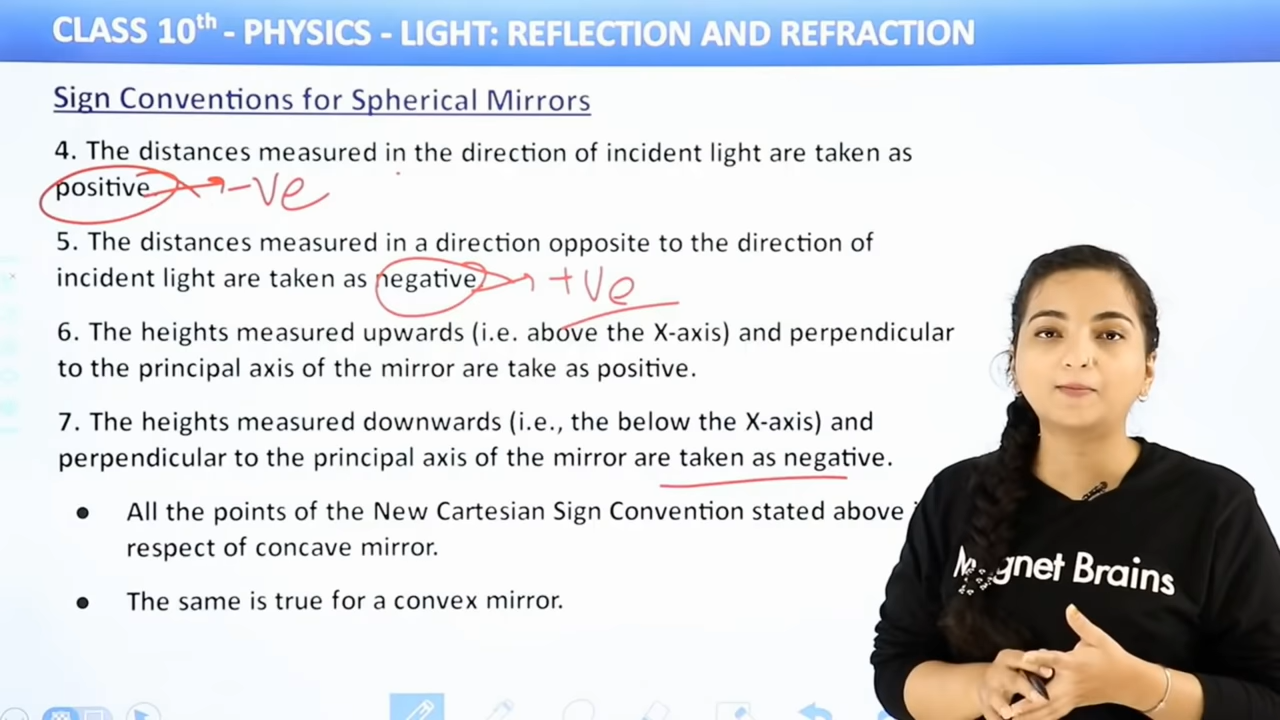 CLASS 10th - PHYSICS - LIGHT: REFLECTION AND REFRACTION
Sign Conventions for Spherical Mirrors
4. The distances measured in the direction of incident light are taken as
positive. -ve
5. The distances measured in a direction opposite to the direction of
incident light are taken as negative. +ve
6. The heights measured upwards (i.e. above the X-axis) and perpendicular
to the principal axis of the mirror are take as positive.
7. The heights measured downwards (i.e., the below the X-axis) and
perpendicular to the principal axis of the mirror are taken as negative.
● All the points of the New Cartesian Sign Convention stated above
respect of concave mirror.
● The same is true for a convex mirror.
Magnet Brains